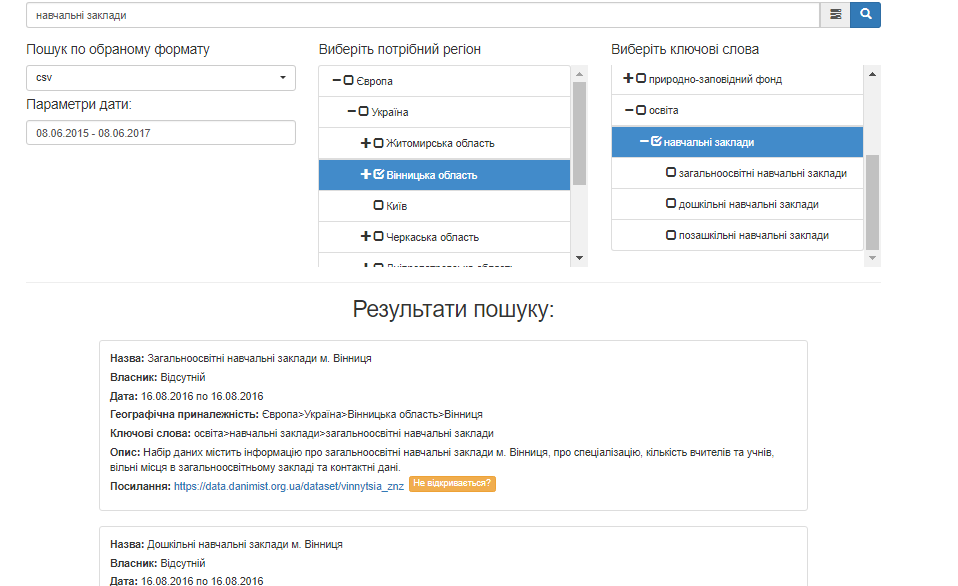 навчальні заклади
Пошук по обраному формату
csv
Параметри дати:
08.06.2015 - 08.06.2017
Виберіть потрібний регіон
Європа
Україна
Житомирська область
Вінницька область
Київ
Черкаська область
Виберіть ключові слова
природно-заповідний фонд
освіта
навчальні заклади
загальноосвітні навчальні заклади
дошкільні навчальні заклади
позашкільні навчальні заклади
Результати пошуку:
Назва: Загальноосвітні навчальні заклади м. Вінниця
Власник: Відсутній
Дата: 16.08.2016 по 16.08.2016
Географічна приналежність: Європа>Україна>Вінницька область>Вінниця
Ключові слова: освіта>навчальні заклади>загальноосвітні навчальні заклади
Опис: Набір даних містить інформацію про загальноосвітні навчальні заклади м. Вінниця, про спеціалізацію, кількість вчителів та учнів,
вільні місця в загальноосвітньому закладі та контактні дані.
Посилання: https://data.danimist.org.ua/dataset/vinnytsia_znz Не відкривається?
Назва: Дошкільні навчальні заклади м. Вінниця
Власник: Відсутній
Дата: 16.08.2016 по 16.08.2016